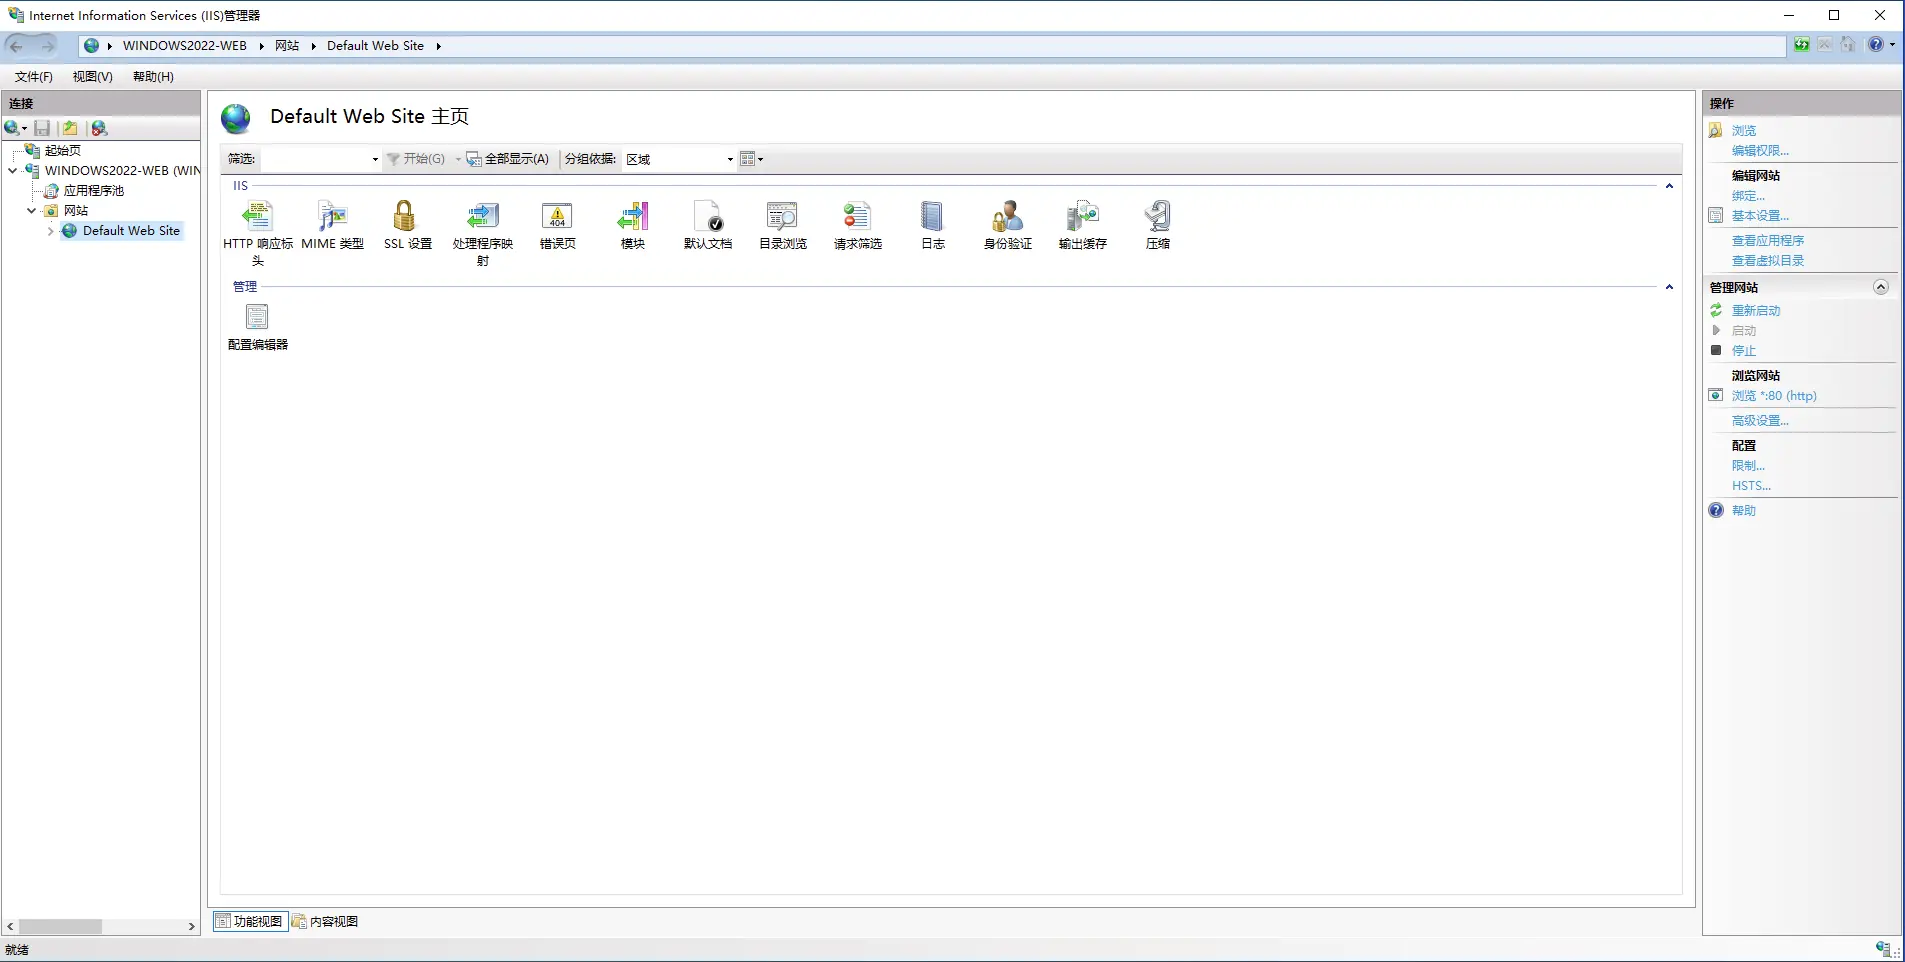 Internet Information Services (IIS)管理器
WINDOWS2022-WEB
网站
Default Web Site
文件(F)
视图(V)
帮助(H)
连接
起始页
WINDOWS2022-WEB (WIN
应用程序池
网站
Default Web Site
Default Web Site 主页
筛选:
开始(G)
全部显示(A)
分组依据:
区域
IIS
HTTP 响应标
头
MIME 类型
SSL 设置
处理程序映
射
404
错误页
模块
默认文档
目录浏览
请求筛选
日志
身份验证
输出缓存
压缩
管理
配置编辑器
功能视图
内容视图
操作
浏览
编辑权限...
编辑网站
绑定...
基本设置...
查看应用程序
查看虚拟目录
管理网站
重新启动
启动
停止
浏览网站
浏览 *:80 (http)
高级设置...
配置
限制...
HSTS...
帮助
就绪